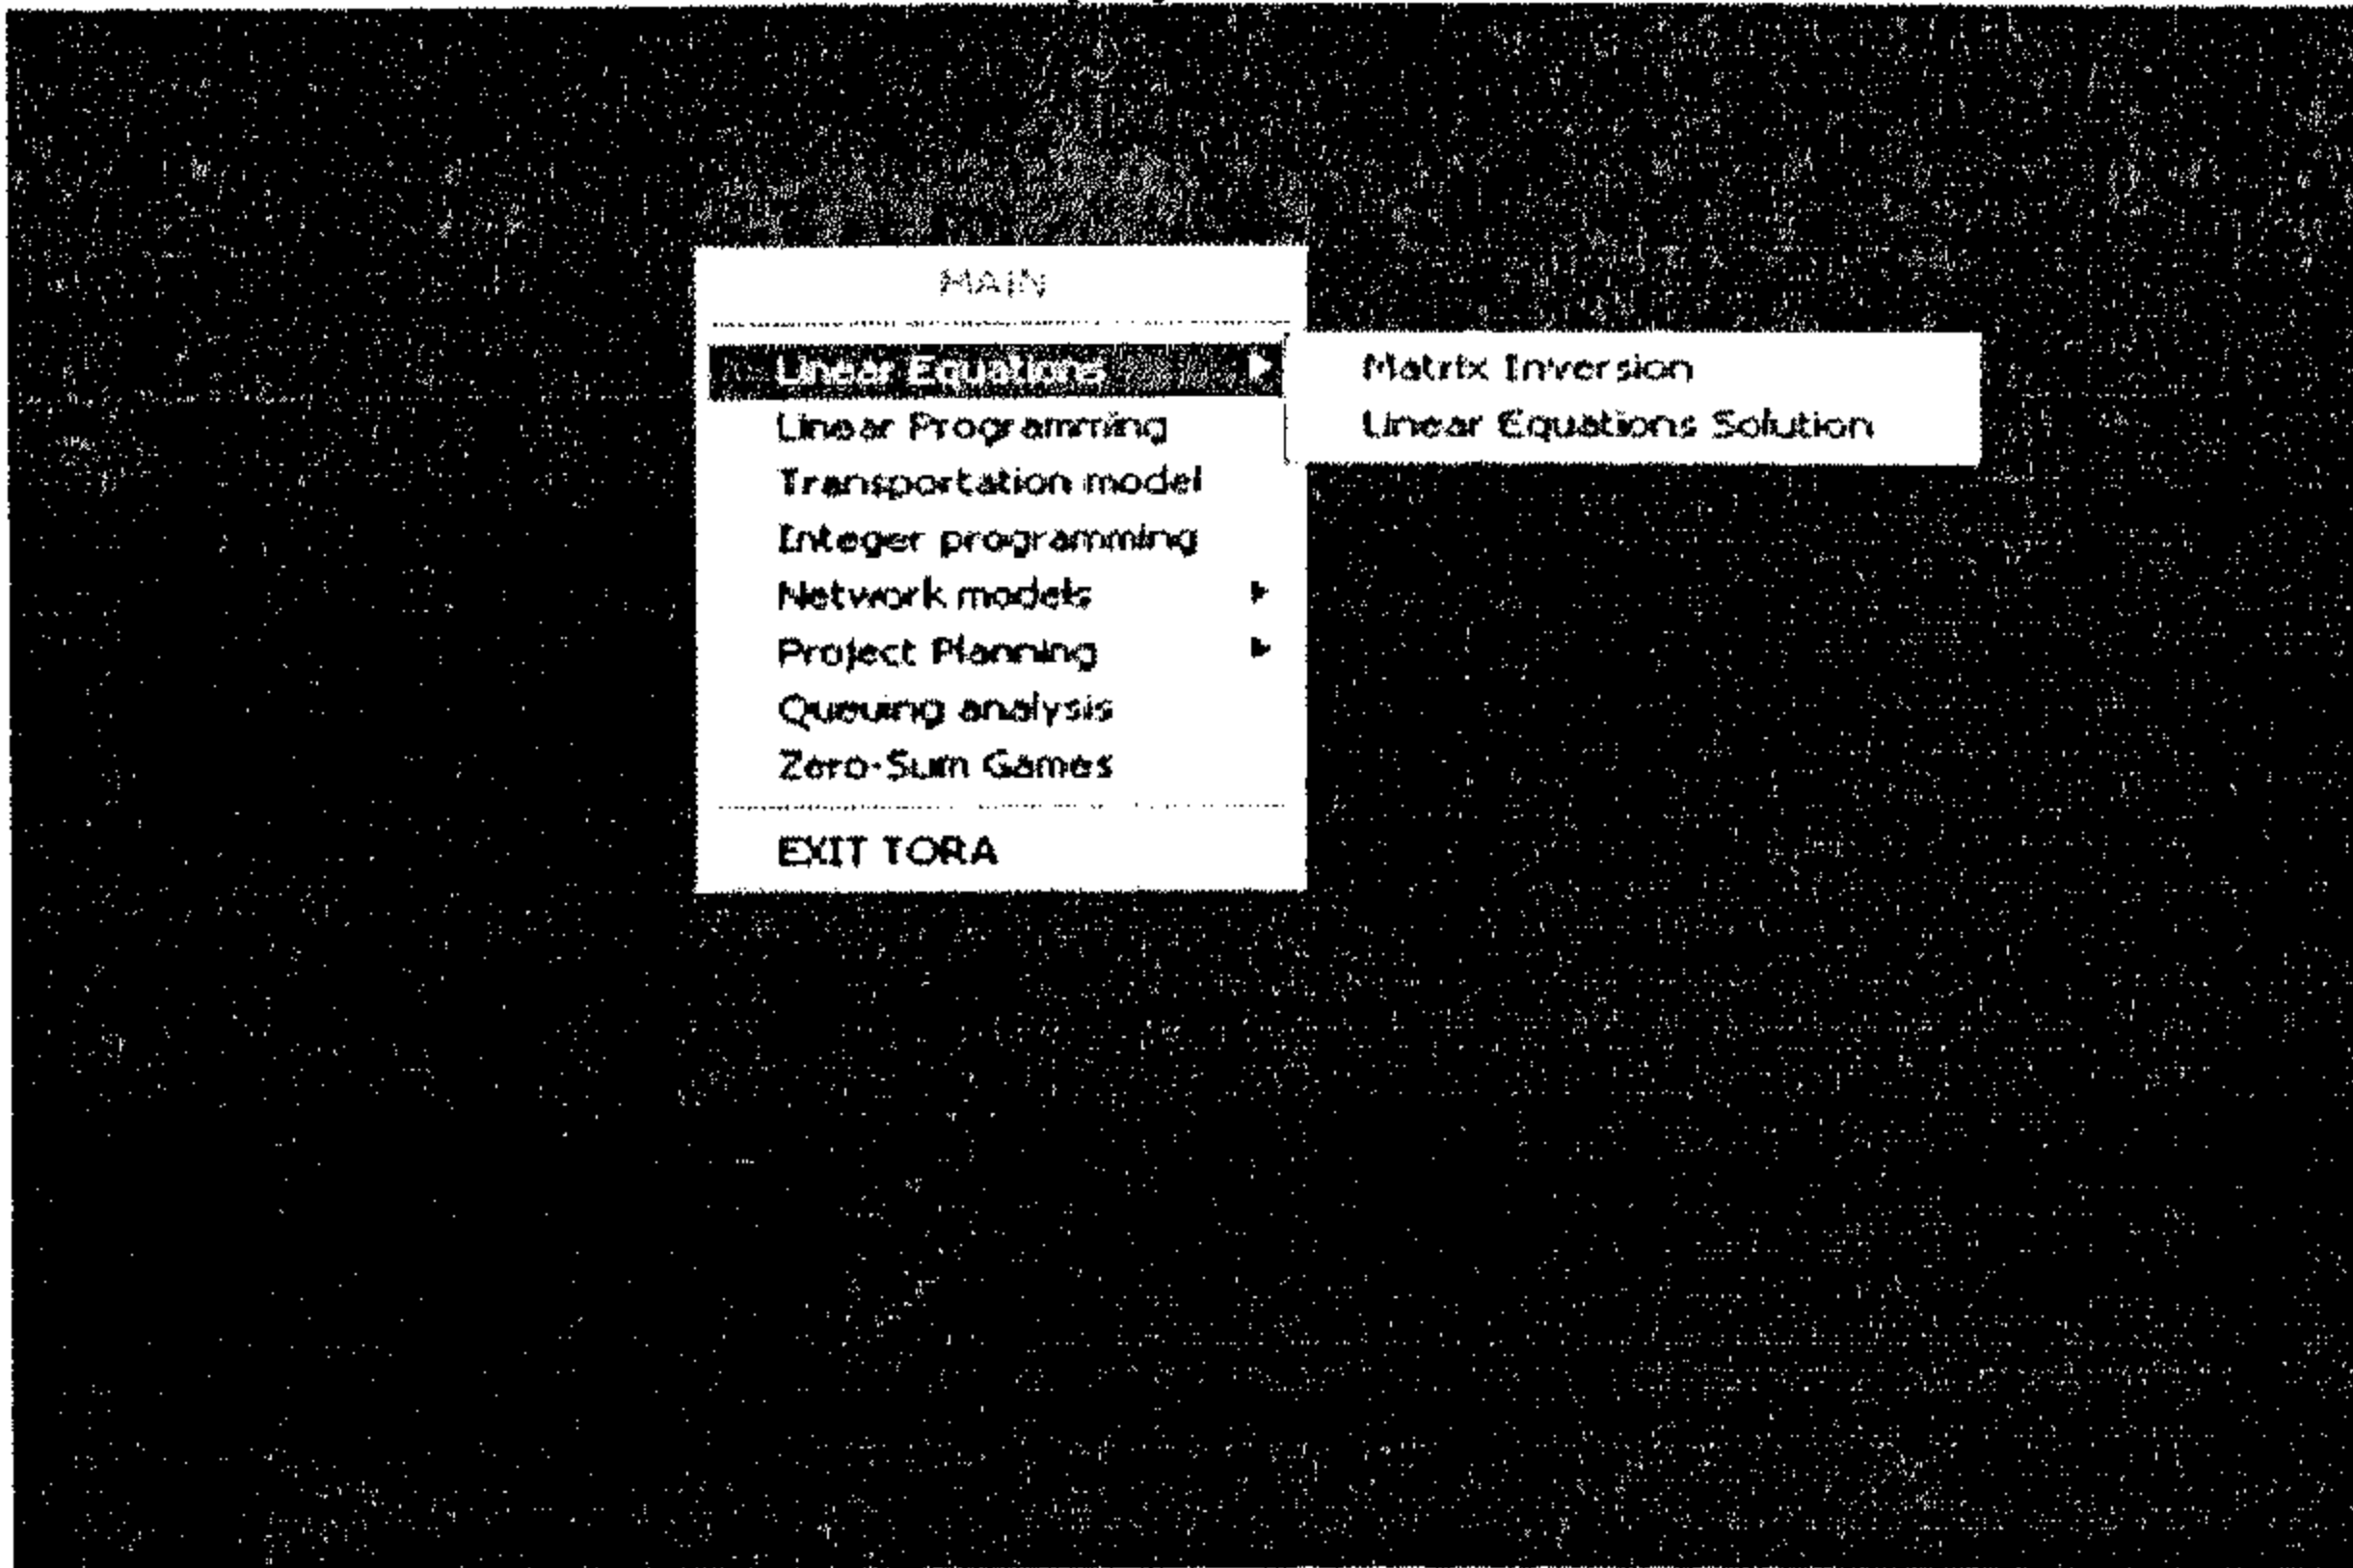 MAIN
Linear Equations
Matrix Inversion
Linear Equations Solution
Linear Programming
Transportation model
Integer programming
Network models
Project Planning
Queuing analysis
Zero-Sum Games
EXIT TORA